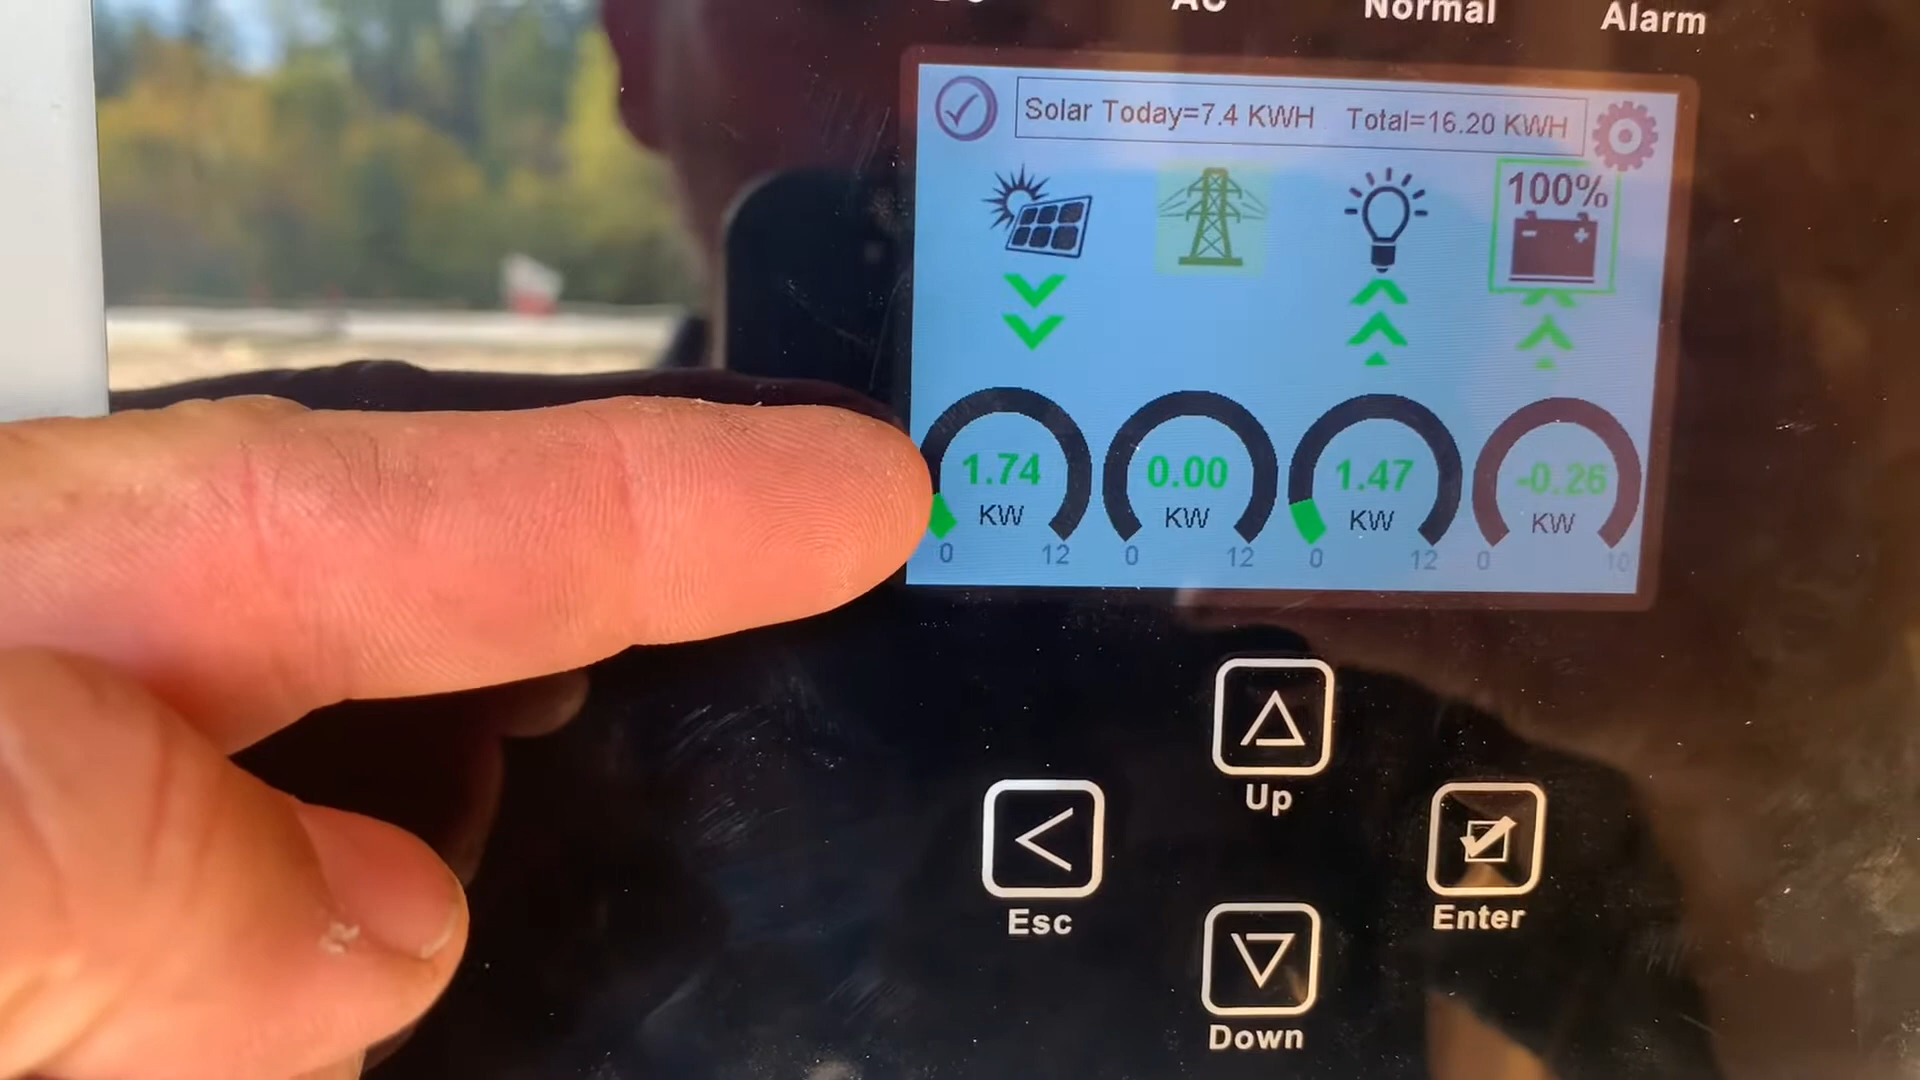 AC Normal Alarm
Solar Today=7.4 KWH Total=16.20 KWH
100%
1.74 0.00 1.47 -0.26
KW KW KW KW
0 12 0 12 0 12 0 10
Up
Esc
Enter
Down